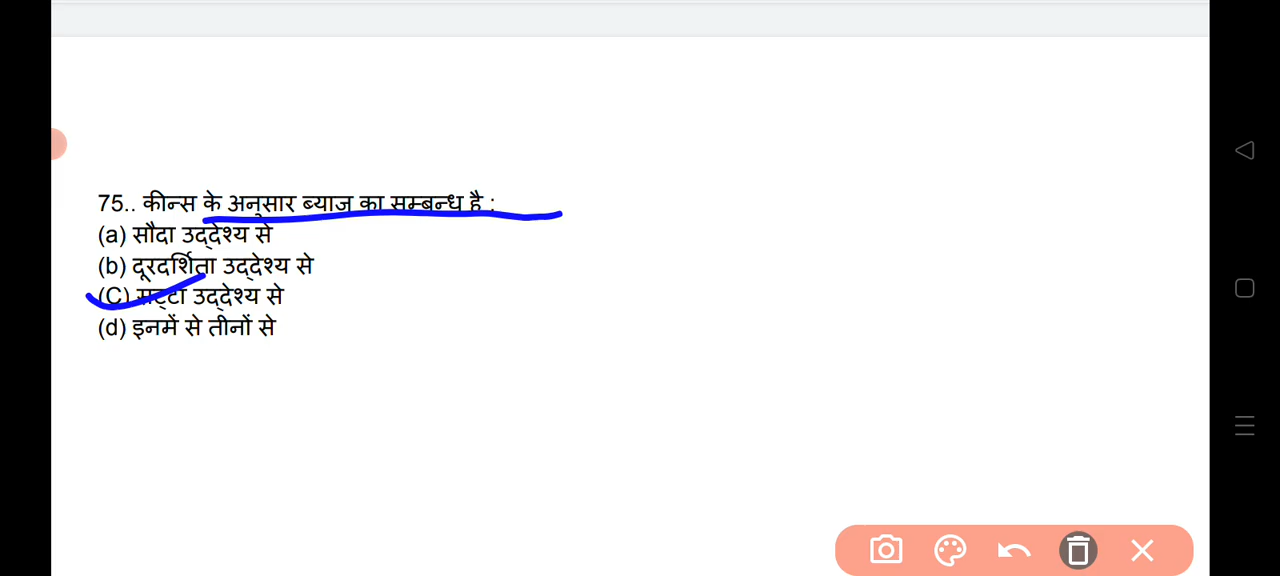 75.. कीन्स के अनुसार ब्याज का सम्बन्ध है :
(a) सौदा उद्देश्य से
(b) दूरदर्शिता उद्देश्य से
(C) सट्टा उद्देश्य से
(d) इनमें से तीनों से